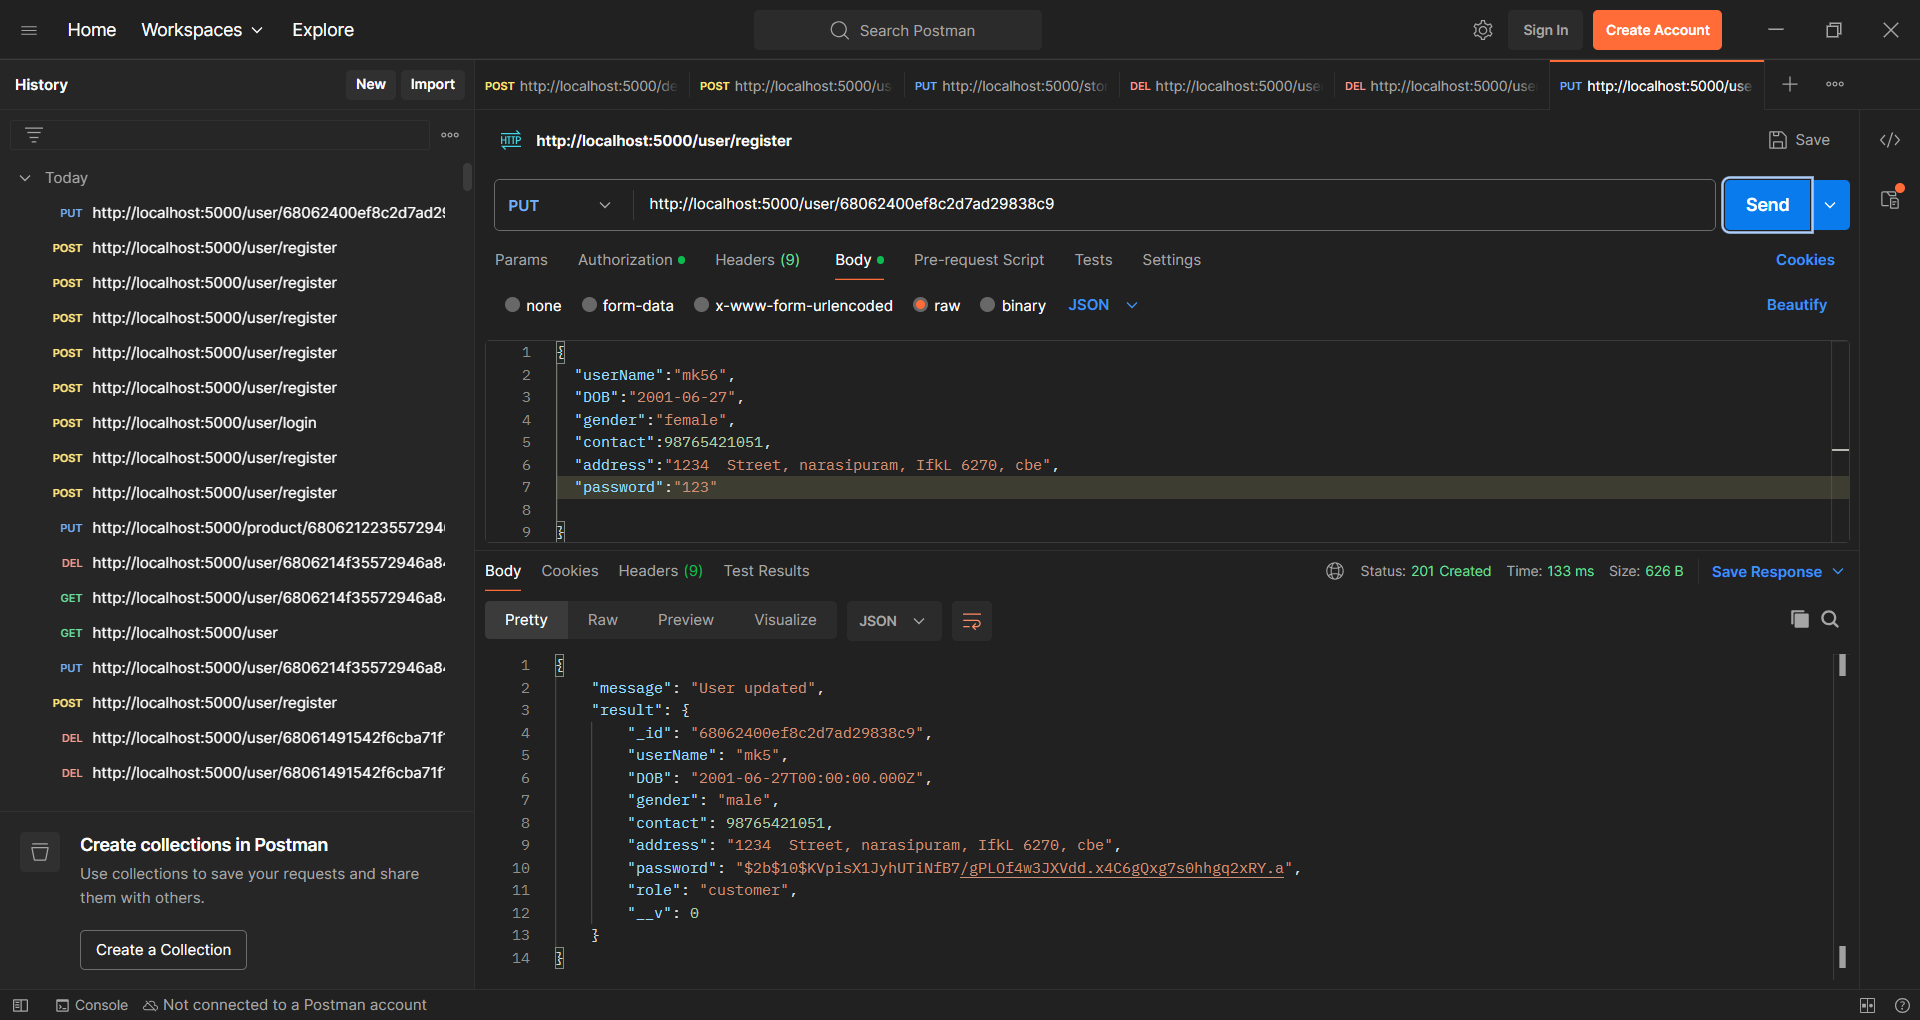 Home Workspaces Explore Search Postman Sign In Create Account
History New Import
POST http://localhost:5000/de POST http://localhost:5000/us PUT http://localhost:5000/sto DEL http://localhost:5000/use DEL http://localhost:5000/use PUT http://localhost:5000/use
Today
PUT http://localhost:5000/user/68062400ef8c2d7ad29
POST http://localhost:5000/user/register
POST http://localhost:5000/user/register
POST http://localhost:5000/user/register
POST http://localhost:5000/user/register
POST http://localhost:5000/user/register
POST http://localhost:5000/user/login
POST http://localhost:5000/user/register
POST http://localhost:5000/user/register
PUT http://localhost:5000/product/68062122355729​4
DEL http://localhost:5000/user/6806214f35572946a8
GET http://localhost:5000/user/6806214f35572946a8
GET http://localhost:5000/user
PUT http://localhost:5000/user/6806214f35572946a8
POST http://localhost:5000/user/register
DEL http://localhost:5000/user/68061491542f6cba71f
DEL http://localhost:5000/user/68061491542f6cba71f
Create collections in Postman
Use collections to save your requests and share
them with others.
Create a Collection
HTTP http://localhost:5000/user/register Save
PUT http://localhost:5000/user/68062400ef8c2d7ad29838c9 Send
Params Authorization Headers (9) Body Pre-request Script Tests Settings Cookies
none form-data x-www-form-urlencoded raw binary JSON Beautify
1 {
2 "userName":"mk56",
3 "DOB":"2001-06-27",
4 "gender":"female",
5 "contact":98765421051,
6 "address":"1234  Street, narasipuram, IfkL 6270, cbe",
7 "password":"123"
8
9 }
Body Cookies Headers (9) Test Results Status: 201 Created Time: 133 ms Size: 626 B Save Response
Pretty Raw Preview Visualize JSON
1 {
2 "message": "User updated",
3 "result": {
4 "_id": "68062400ef8c2d7ad29838c9",
5 "userName": "mk5",
6 "DOB": "2001-06-27T00:00:00.000Z",
7 "gender": "male",
8 "contact": 98765421051,
9 "address": "1234  Street, narasipuram, IfkL 6270, cbe",
10 "password": "$2b$10$KVpisX1JyhUTiNfB7/gPLOf4w3JXVdd.x4C6gQxg7s0hhgq2xRY.a",
11 "role": "customer",
12 "__v": 0
13 }
14 }
Console Not connected to a Postman account